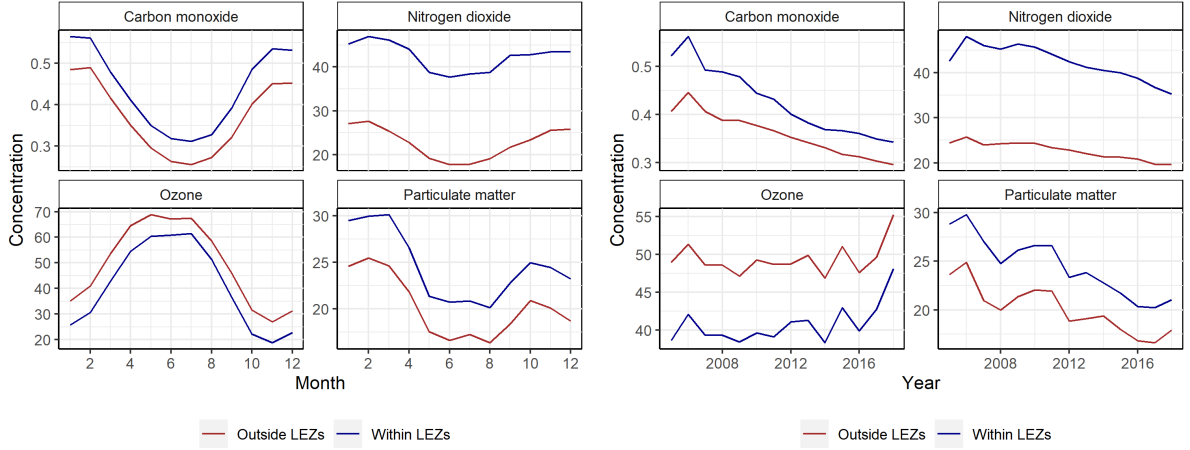 Carbon monoxide
Nitrogen dioxide
0.5
0.4
0.3
40
30
20
Ozone
Particulate matter
70
60
50
40
30
20
30
25
20
2 4 6 8 10 12
2 4 6 8 10 12
Concentration
Month
Outside LEZs Within LEZs
Carbon monoxide
Nitrogen dioxide
0.5
0.4
0.3
40
30
20
Ozone
Particulate matter
55
50
45
40
30
25
20
2008 2012 2016
2008 2012 2016
Concentration
Year
Outside LEZs Within LEZs